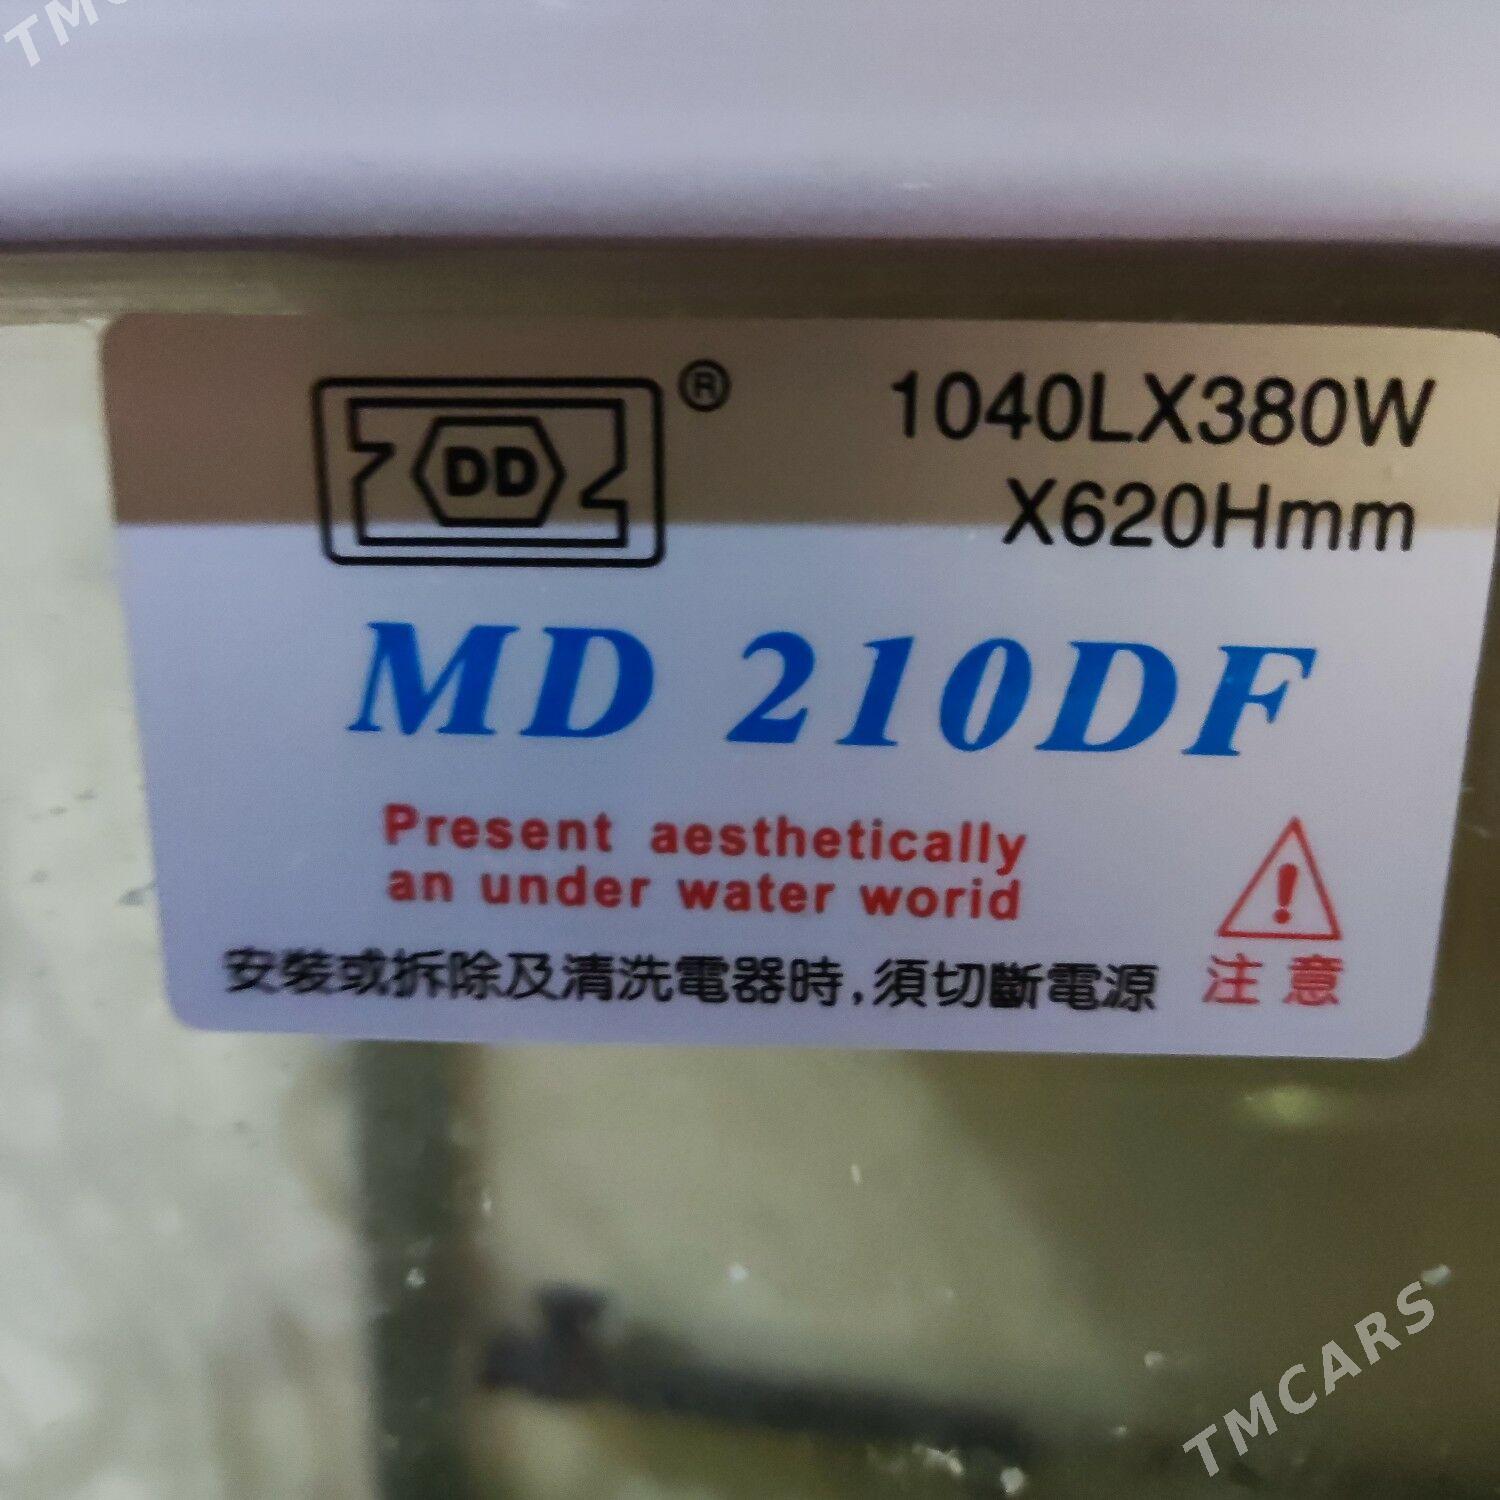 TMC
DD ®
1040LX380W
X620Hmm
MD 210DF
Present aesthetically
an under water worid
安裝或拆除及清洗電器時,須切斷電源
注意
TMCARS